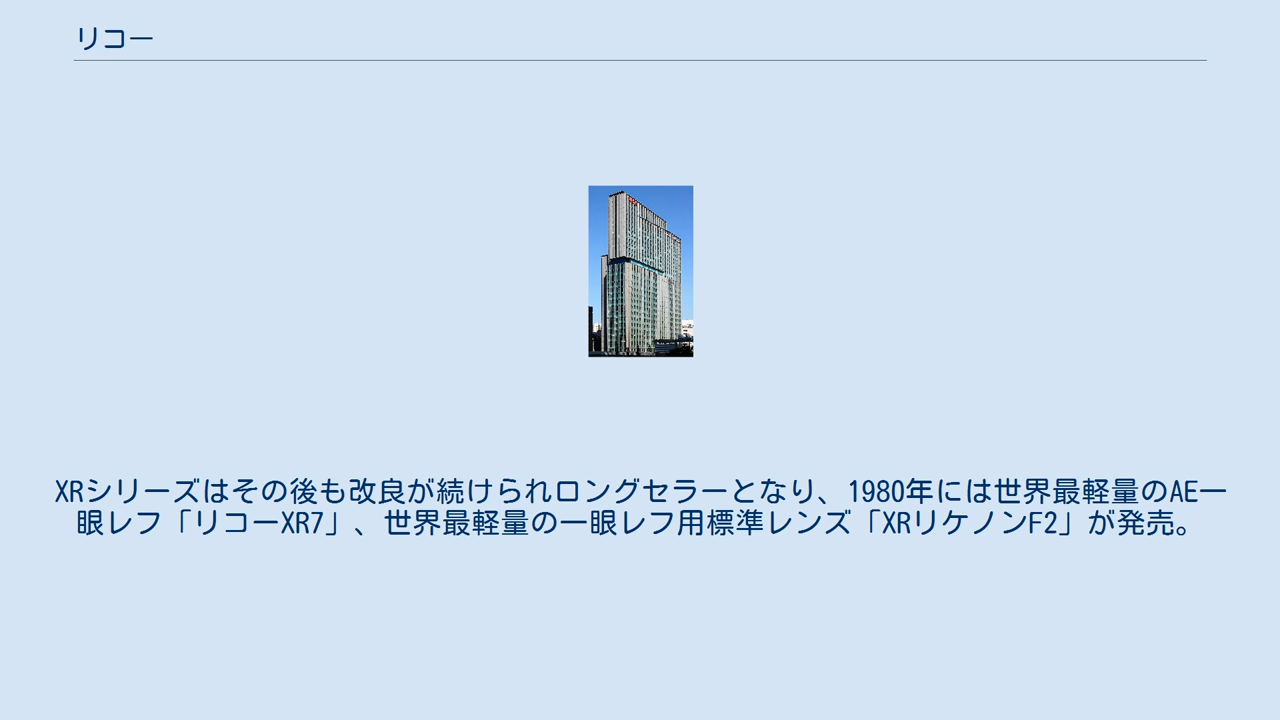 リコー
XRシリーズはその後も改良が続けられロングセラーとなり、1980年には世界最軽量のAE一
眼レフ「リコーXR7」、世界最軽量の一眼レフ用標準レンズ「XRリケノンF2」が発売。